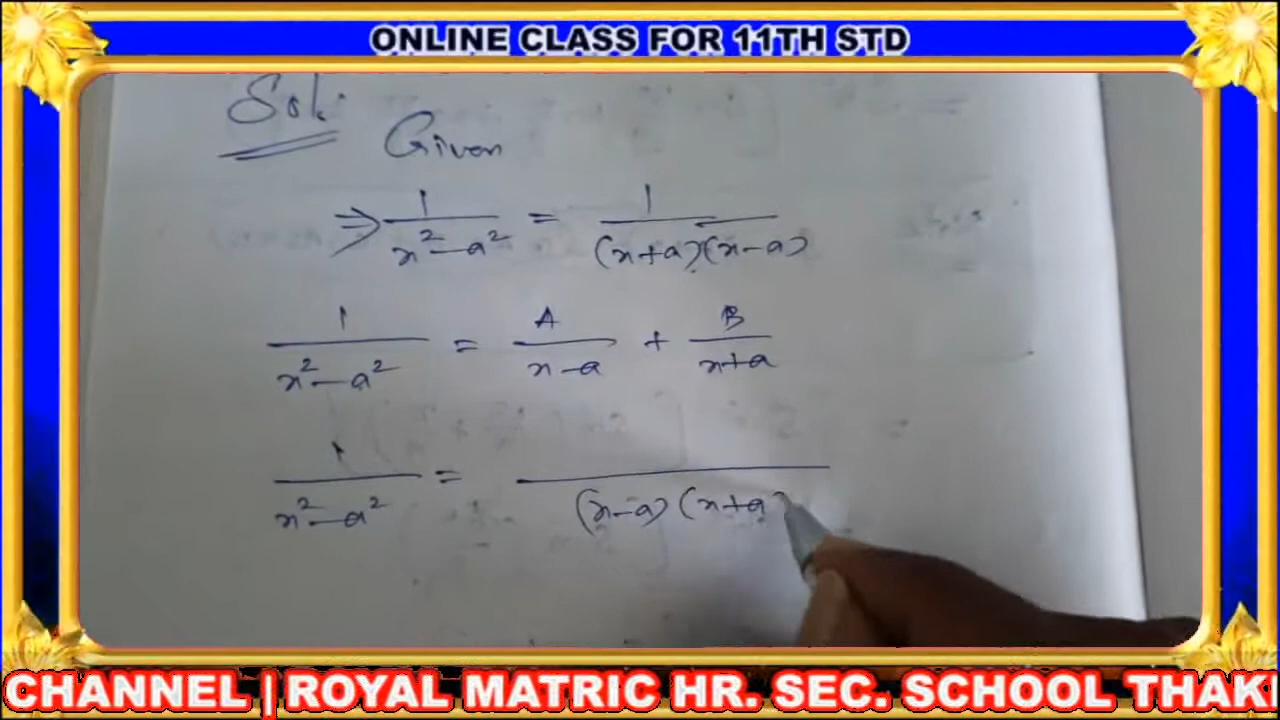 ONLINE CLASS FOR 11TH STD
Sol:
Given
⇒ 1/(x²-a²) = 1/((x+a)(x-a))
1/(x²-a²) = A/(x-a) + B/(x+a)
1/(x²-a²) = /((x-a)(x+a)
CHANNEL | ROYAL MATRIC HR. SEC. SCHOOL THAK